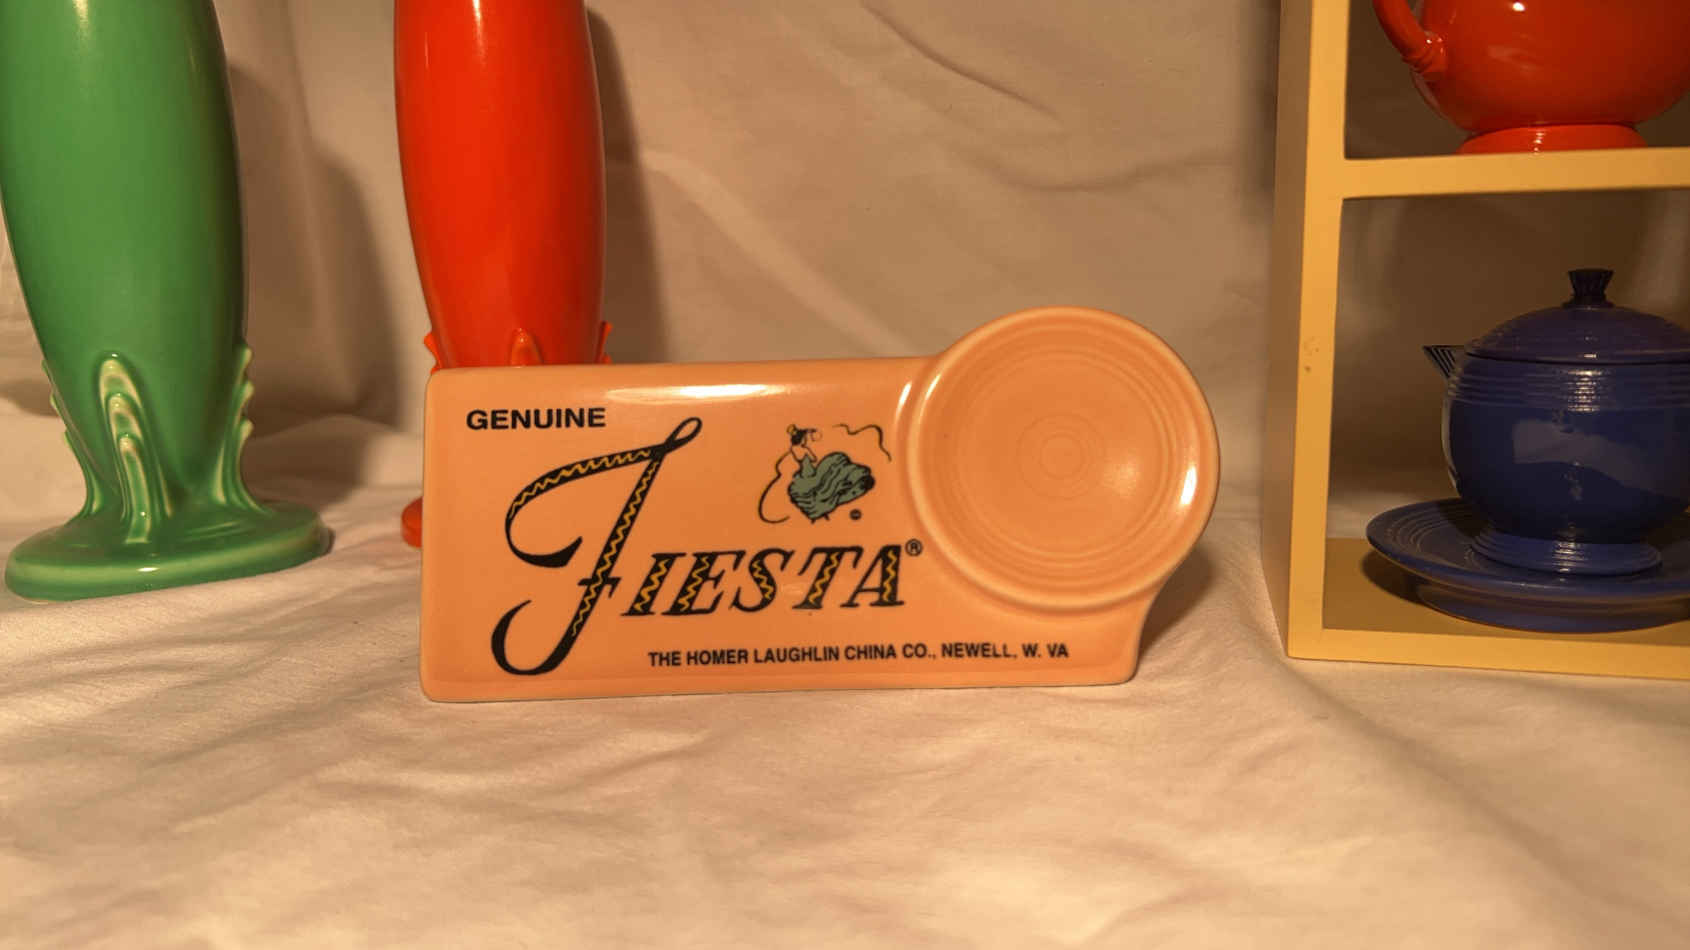 GENUINE
FIESTA®
THE HOMER LAUGHLIN CHINA CO., NEWELL, W. VA